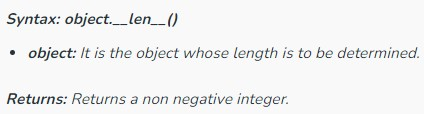 Syntax: object.__len__()
• object: It is the object whose length is to be determined.
Returns: Returns a non negative integer.